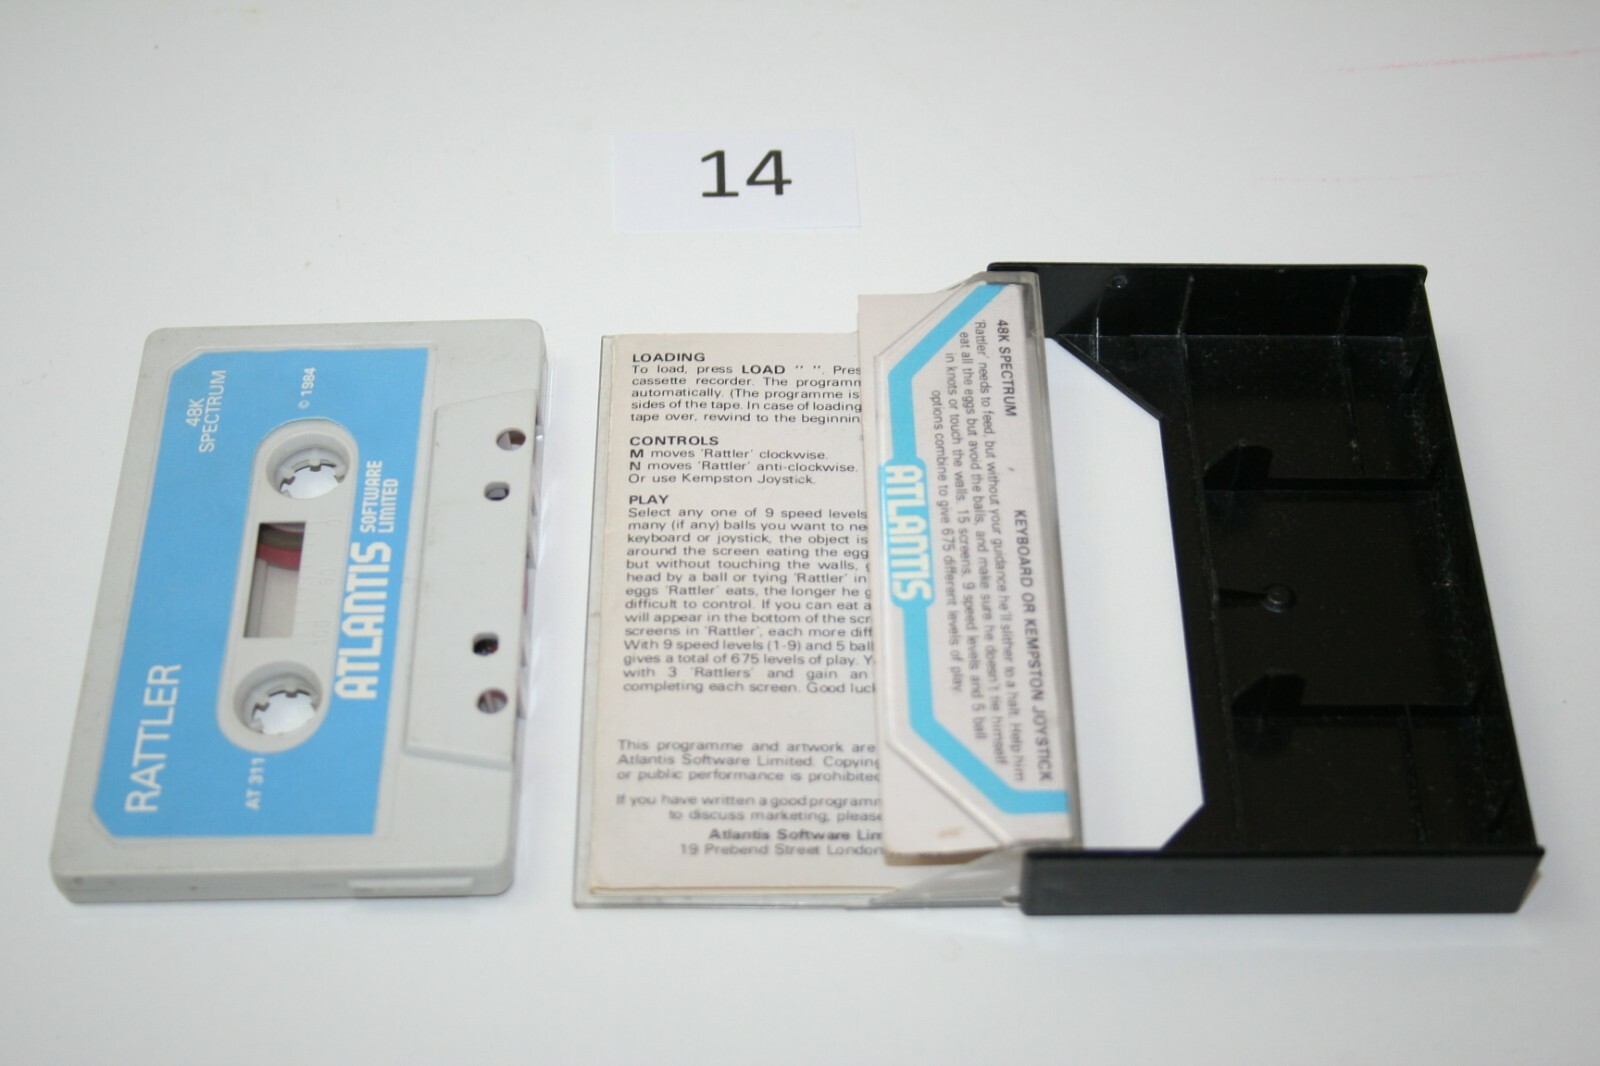 14
RATTLER
48K
SPECTRUM
AT 311
© 1984
ATLANTIS
SOFTWARE
LIMITED
LOADING
To load, press LOAD " ". Pres
cassette recorder. The programm
automatically. (The programme is
sides of the tape. In case of loading
tape over, rewind to the beginnin
CONTROLS
M moves 'Rattler' clockwise.
N moves 'Rattler' anti-clockwise.
Or use Kempston Joystick.
PLAY
Select any one of 9 speed levels
many (if any) balls you want to ne
keyboard or joystick, the object is
around the screen eating the egg
but without touching the walls, g
head by a ball or tying 'Rattler' in
eggs 'Rattler' eats, the longer he g
difficult to control. If you can eat a
will appear in the bottom of the scr
screens in 'Rattler', each more diff
With 9 speed levels (1-9) and 5 ball
gives a total of 675 levels of play. Y
with 3 'Rattlers' and gain an
completing each screen. Good luck
This programme and artwork are
Atlantis Software Limited. Copying
or public performance is prohibited
If you have written a good programm
to discuss marketing, please
Atlantis Software Lim
19 Prebend Street London
48K SPECTRUM
KEYBOARD OR KEMPSTON JOYSTICK
'Rattler' needs to feed, but without your guidance he'll slither to a halt. Help him
eat all the eggs but avoid the balls, and make sure he doesn't tie himself
in knots or touch the walls. 15 screens, 9 speed levels and 5 ball
options combine to give 675 different levels of play.
ATLANTIS